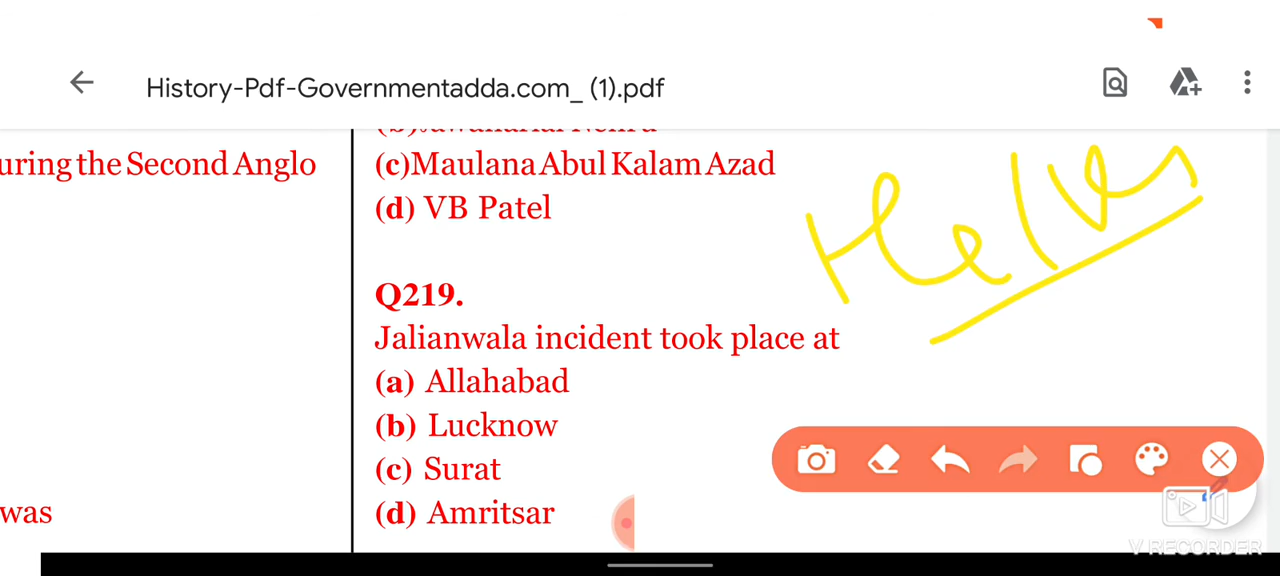 History-Pdf-Governmentadda.com_ (1).pdf
uring the Second Anglo
was
(c)Maulana Abul Kalam Azad
(d) VB Patel
Q219.
Jalianwala incident took place at
(a) Allahabad
(b) Lucknow
(c) Surat
(d) Amritsar
V RECORDER